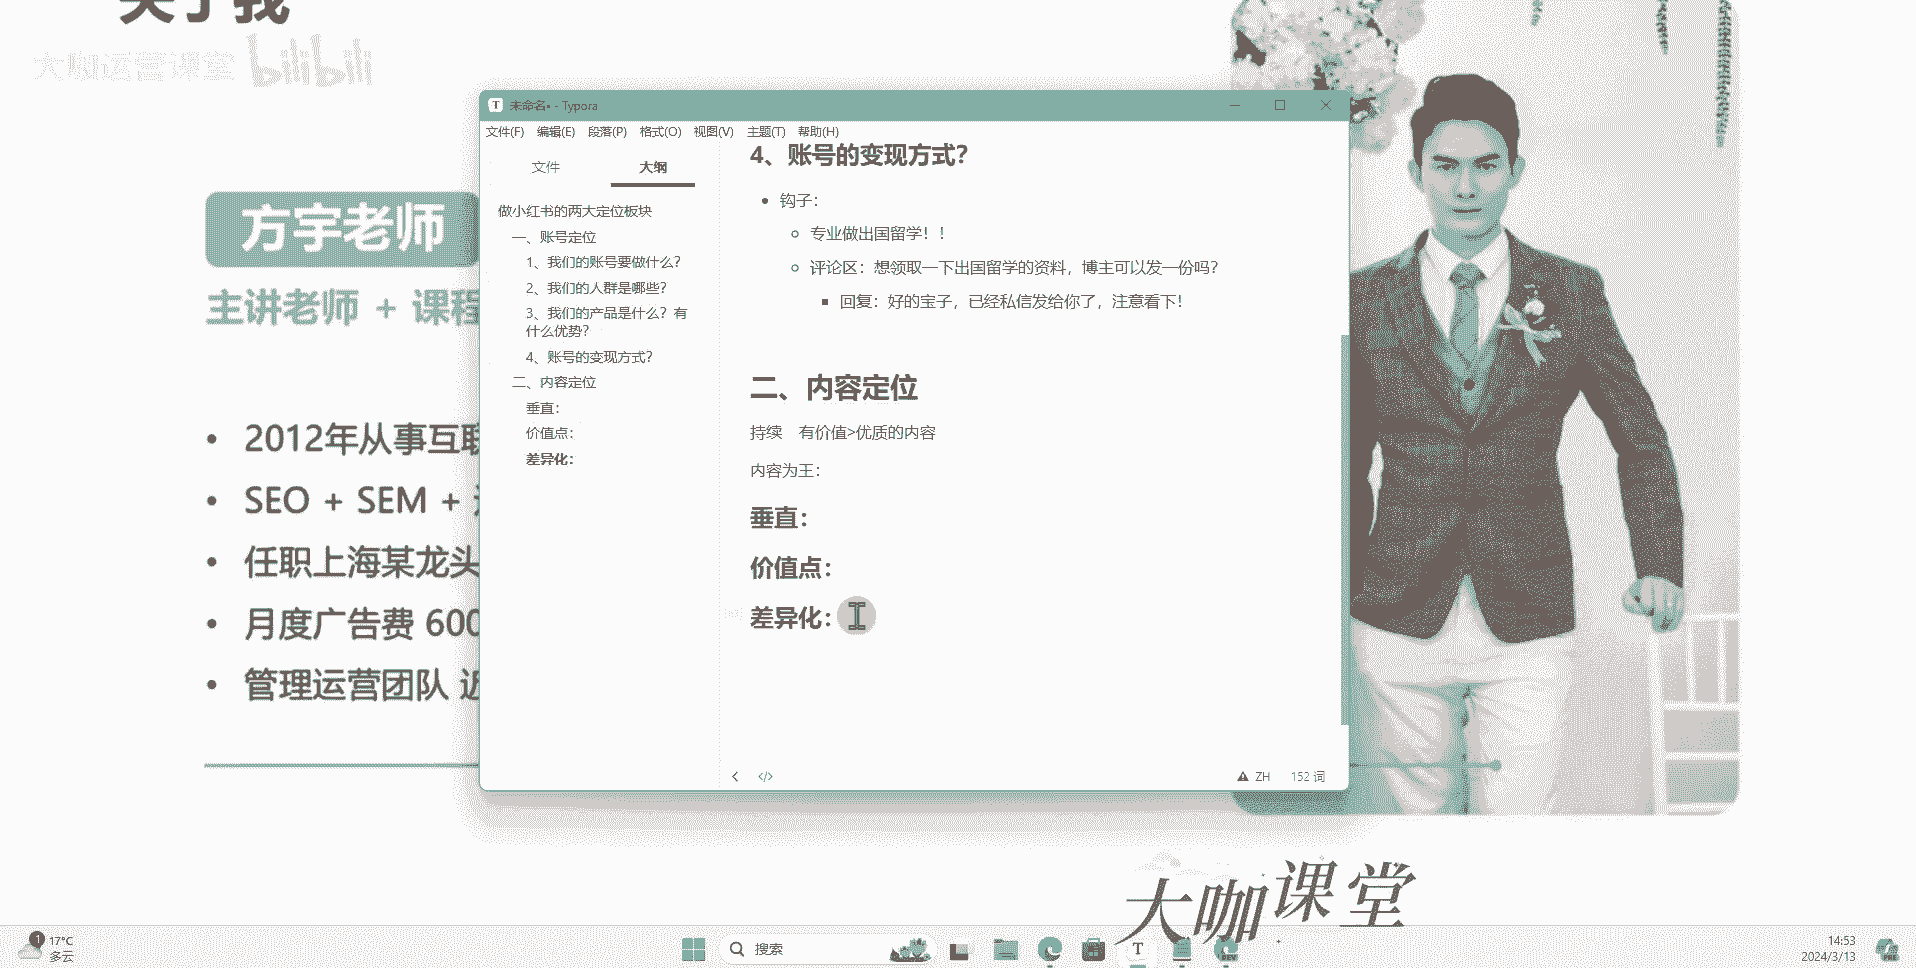 关于我
大咖运营课堂 bilibili
方宇老师
主讲老师 + 课程
2012年从事互联
SEO + SEM +
任职上海某龙头
月度广告费 600
管理运营团队 近
T 未命名• - Typora
文件(F) 编辑(E) 段落(P) 格式(O) 视图(V) 主题(T) 帮助(H)
文件 大纲
做小红书的两大定位板块
一、账号定位
1、我们的账号要做什么？
2、我们的人群是哪些？
3、我们的产品是什么？有
什么优势？
4、账号的变现方式？
二、内容定位
垂直：
价值点：
差异化：
4、账号的变现方式？
钩子：
专业做出国留学！！
评论区：想领取一下出国留学的资料，博主可以发一份吗？
回复：好的宝子，已经私信发给你了，注意看下！
二、内容定位
持续 有价值>优质的内容
内容为王：
垂直：
价值点：
差异化：
</> ZH 152 词
大咖课堂
1 17°C
多云
搜索
T
DEV
14:53
2024/3/13
PRE